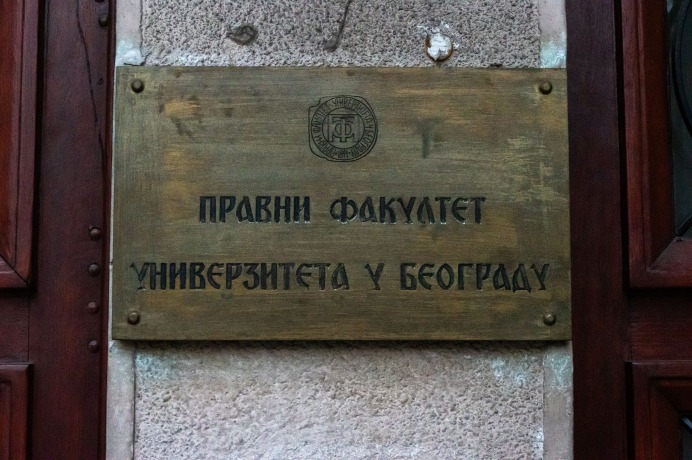 ПРАВНИ ФАКУЛТЕТ
УНИВЕРЗИТЕТА У БЕОГРАДУ